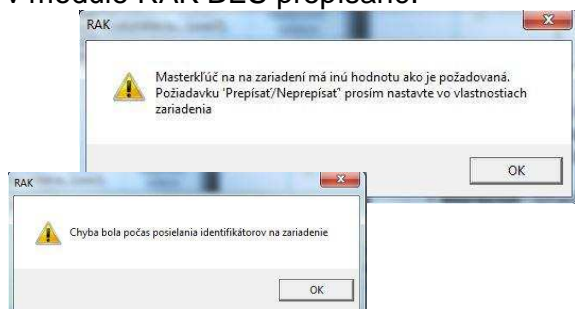 v module RAK DES prepísané.
RAK
Masterkľúč na na zariadení má inú hodnotu ako je požadovaná.
Požiadavku 'Prepísať/Neprepísať' prosím nastavte vo vlastnostiach
zariadenia
OK
RAK
Chyba bola počas posielania identifikátorov na zariadenie
OK